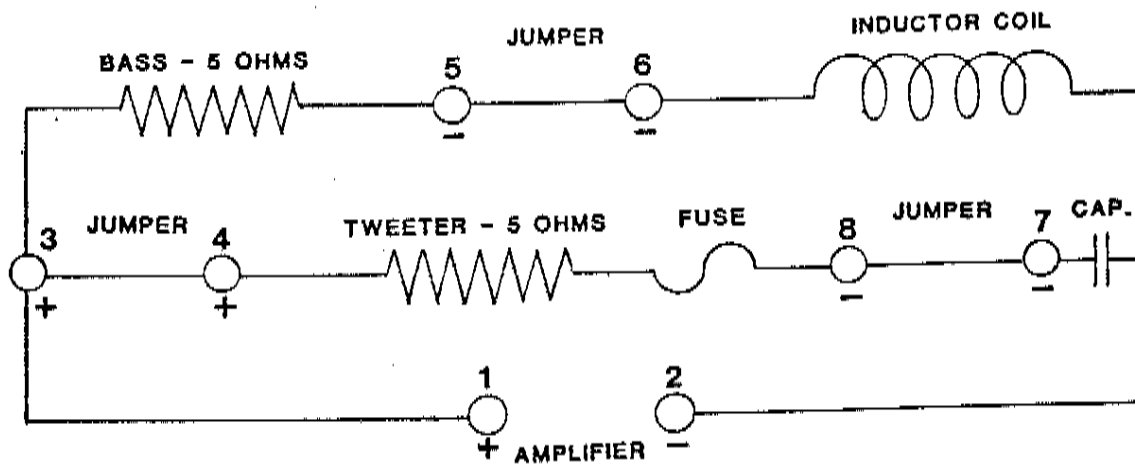 JUMPER
INDUCTOR COIL
BASS - 5 OHMS
5
6
-
-
JUMPER
TWEETER - 5 OHMS
FUSE
JUMPER
CAP.
3
4
8
7
+
+
-
-
1
2
+
AMPLIFIER
-